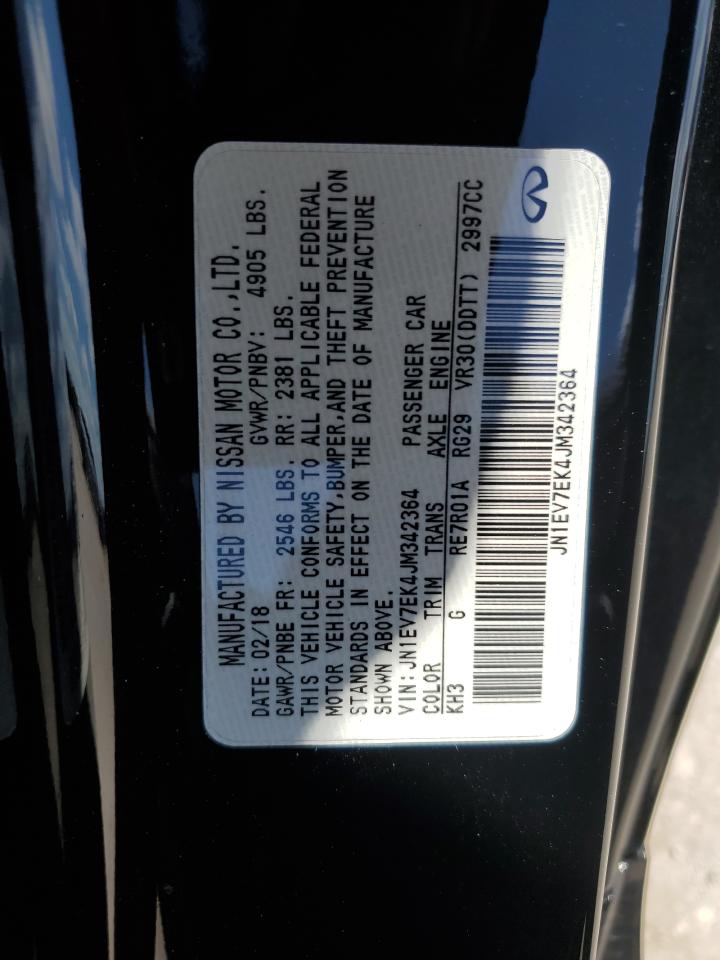 MANUFACTURED BY NISSAN MOTOR CO.,LTD.
DATE: 02/18 GVWR/PNBV: 4905 LBS.
GAWR/PNBE FR: 2546 LBS. RR: 2381 LBS.
THIS VEHICLE CONFORMS TO ALL APPLICABLE FEDERAL
MOTOR VEHICLE SAFETY,BUMPER,AND THEFT PREVENTION
STANDARDS IN EFFECT ON THE DATE OF MANUFACTURE
SHOWN ABOVE.
VIN:JN1EV7EK4JM342364 PASSENGER CAR
COLOR TRIM TRANS AXLE ENGINE
KH3 G RE7R01A RG29 VR30(DDTT) 2997CC
JN1EV7EK4JM342364